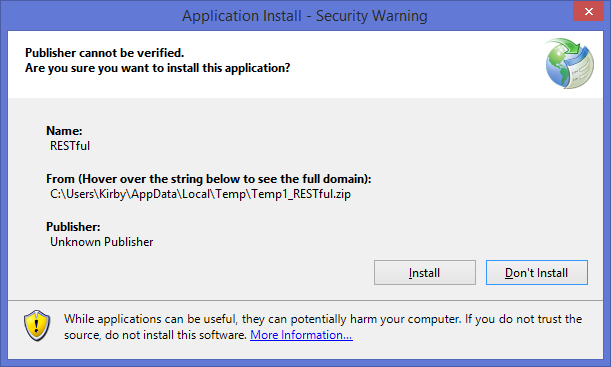 Application Install - Security Warning
Publisher cannot be verified.
Are you sure you want to install this application?
Name:
RESTful
From (Hover over the string below to see the full domain):
C:\Users\Kirby\AppData\Local\Temp\Temp1_RESTful.zip
Publisher:
Unknown Publisher
Install
Don't Install
While applications can be useful, they can potentially harm your computer. If you do not trust the
source, do not install this software. More Information...